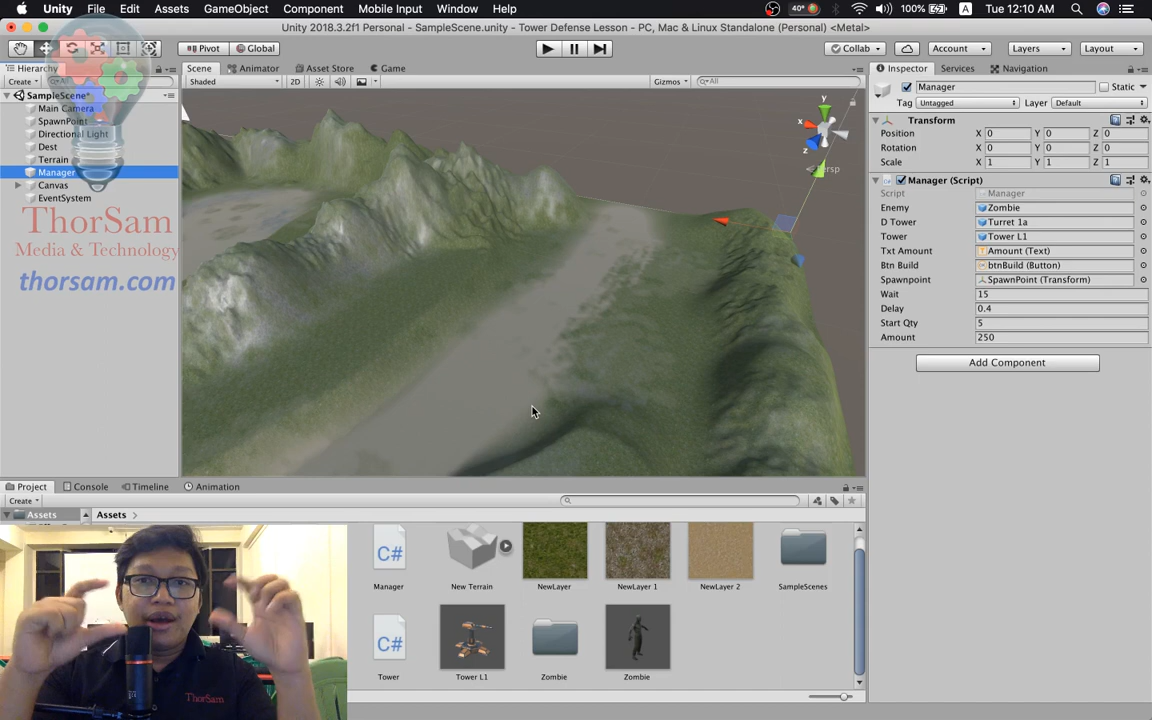 Unity File Edit Assets GameObject Component Mobile Input Window Help 40° 100% A Tue 12:10 AM
Unity 2018.3.2f1 Personal - SampleScene.unity - Tower Defense Lesson - PC, Mac & Linux Standalone (Personal) <Metal>
Pivot Global Collab Account Layers Layout
Hierarchy
Create All
SampleScene*
Main Camera
SpawnPoint
Directional Light
Dest
Terrain
Manager
Canvas
EventSystem
ThorSam
Media & Technology
thorsam.com
Scene Animator Asset Store Game
Shaded 2D Gizmos All
y
x
z
Persp
Inspector Services Navigation
Manager Static
Tag Untagged Layer Default
Transform
Position X 0 Y 0 Z 0
Rotation X 0 Y 0 Z 0
Scale X 1 Y 1 Z 1
Manager (Script)
Script Manager
Enemy Zombie
D Tower Turret 1a
Tower Tower L1
Txt Amount Amount (Text)
Btn Build btnBuild (Button)
Spawnpoint SpawnPoint (Transform)
Wait 15
Delay 0.4
Start Qty 5
Amount 250
Add Component
Project Console Timeline Animation
Create
Assets Assets
C# Manager
New Terrain
NewLayer
NewLayer 1
NewLayer 2
SampleScenes
C# Tower
Tower L1
Zombie
Zombie
ThorSam